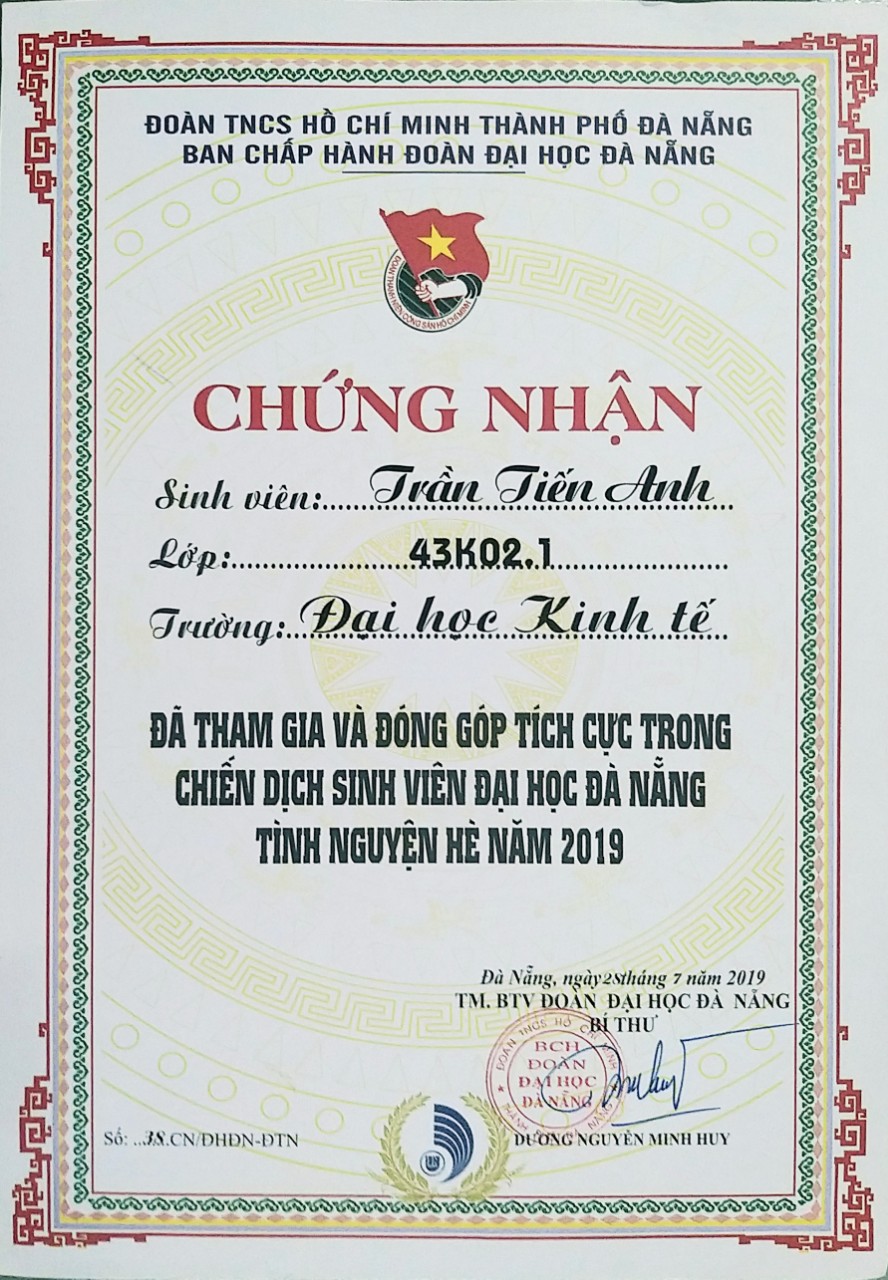 ĐOÀN TNCS HỒ CHÍ MINH THÀNH PHỐ ĐÀ NẴNG
BAN CHẤP HÀNH ĐOÀN ĐẠI HỌC ĐÀ NẴNG
ĐOÀN THANH NIÊN CỘNG SẢN HỒ CHÍ MINH
CHỨNG NHẬN
Sinh viên:.....Trần Tiến Anh
Lớp:.....43K02.1
Trường:.....Đại học Kinh tế
ĐÃ THAM GIA VÀ ĐÓNG GÓP TÍCH CỰC TRONG
CHIẾN DỊCH SINH VIÊN ĐẠI HỌC ĐÀ NẴNG
TÌNH NGUYỆN HÈ NĂM 2019
Đà Nẵng, ngày 28 tháng 7 năm 2019
TM. BTV ĐOÀN ĐẠI HỌC ĐÀ NẴNG
BÍ THƯ
ĐOÀN TNCS HỒ CHÍ MINH
BCH
ĐOÀN
ĐẠI HỌC
ĐÀ NẴNG
Số: ...38.CN/ĐHĐN-ĐTN
DƯƠNG NGUYỄN MINH HUY